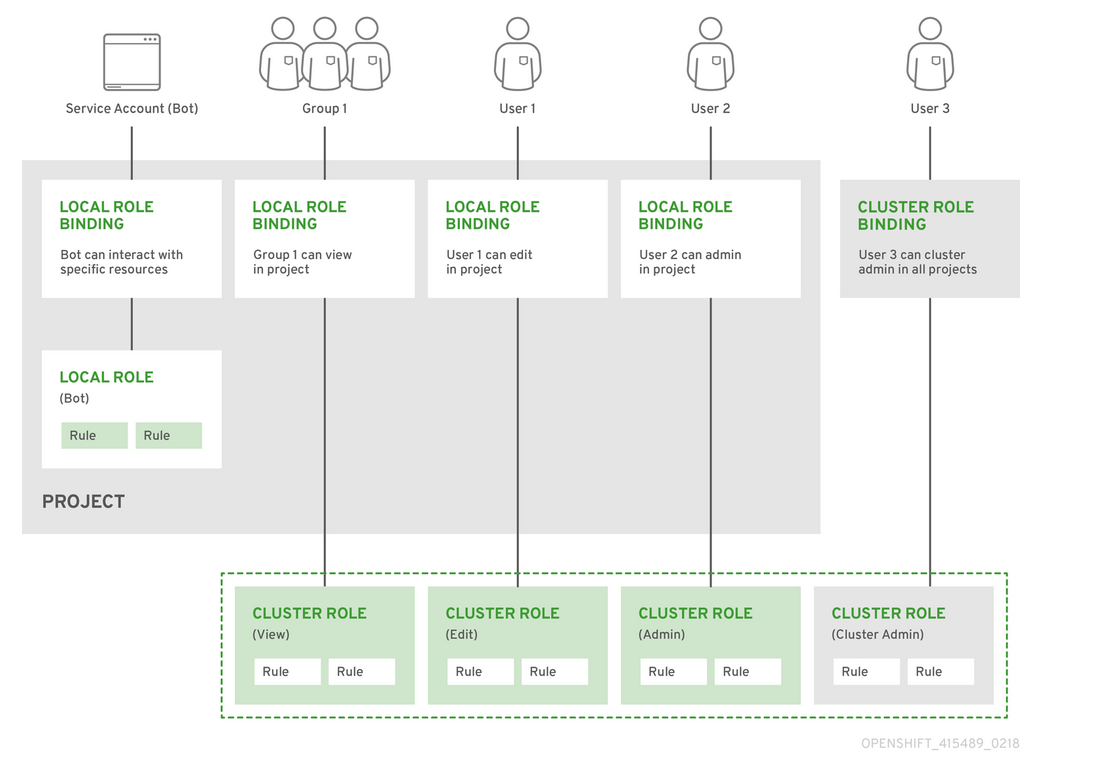 Service Account (Bot)
Group 1
User 1
User 2
User 3
LOCAL ROLE
BINDING
Bot can interact with
specific resources
LOCAL ROLE
BINDING
Group 1 can view
in project
LOCAL ROLE
BINDING
User 1 can edit
in project
LOCAL ROLE
BINDING
User 2 can admin
in project
CLUSTER ROLE
BINDING
User 3 can cluster
admin in all projects
LOCAL ROLE
(Bot)
Rule
Rule
PROJECT
CLUSTER ROLE
(View)
Rule
Rule
CLUSTER ROLE
(Edit)
Rule
Rule
CLUSTER ROLE
(Admin)
Rule
Rule
CLUSTER ROLE
(Cluster Admin)
Rule
Rule
OPENSHIFT_415489_0218